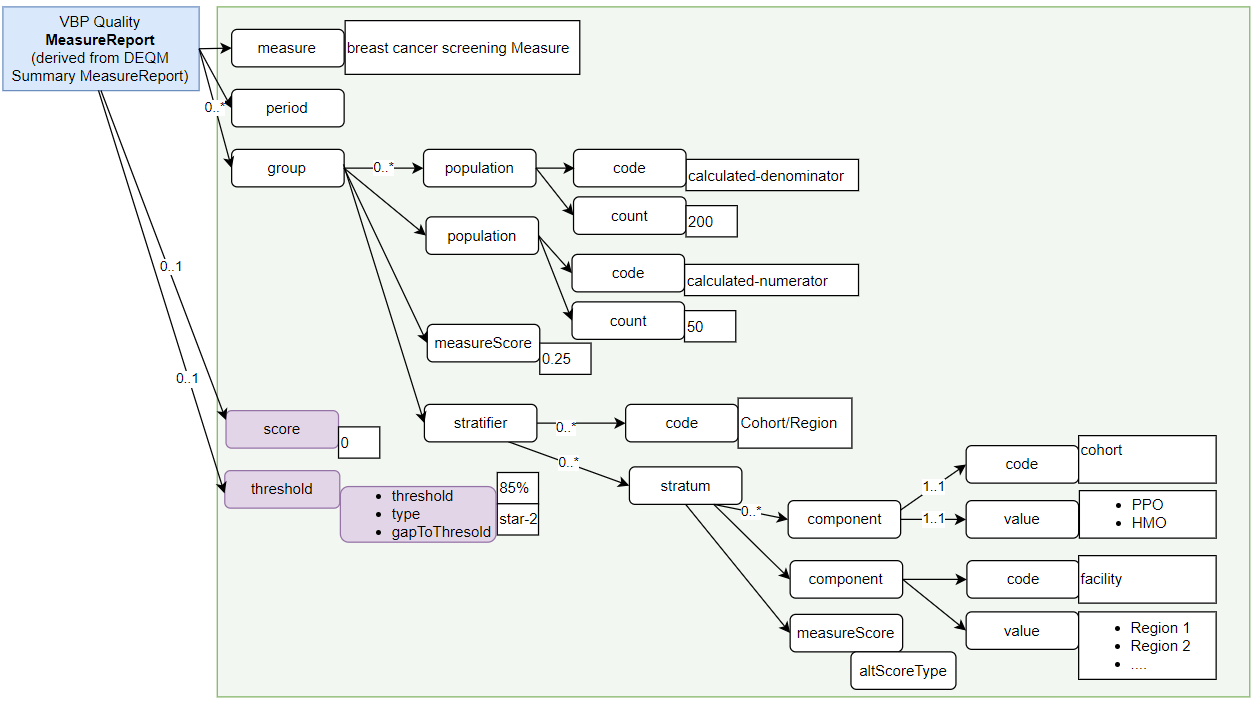 VBP Quality
MeasureReport
(derived from DEQM
Summary MeasureReport)
measure
breast cancer screening Measure
0..*
period
group
0..*
population
code
calculated-denominator
count
200
population
code
calculated-numerator
count
50
0..1
measureScore
0.25
0..1
score
0
stratifier
0..*
code
Cohort/Region
0..*
threshold
• threshold
• type
• gapToThresold
85%
star-2
stratum
0..*
component
1..1
code
cohort
1..1
value
• PPO
• HMO
component
code
facility
value
• Region 1
• Region 2
• ....
measureScore
altScoreType